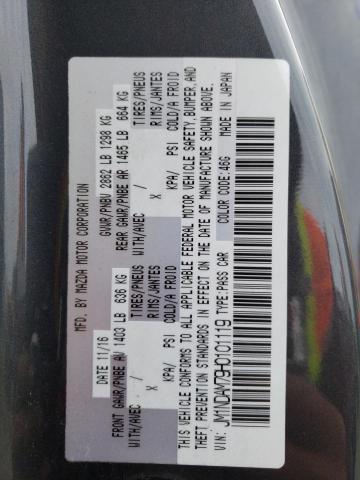 MFD. BY MAZDA MOTOR CORPORATION
DATE 11/16 GVWR/PNBV 2862 LB 1298 KG
FRONT GAWR/PNBE AV 1403 LB 636 KG REAR GAWR/PNBE AR 1465 LB 664 KG
WITH/AVEC / TIRES/PNEUS WITH/AVEC / TIRES/PNEUS
X RIMS/JANTES X RIMS/JANTES
KPA/ PSI COLD/A FROID KPA/ PSI COLD/A FROID
THIS VEHICLE CONFORMS TO ALL APPLICABLE FEDERAL MOTOR VEHICLE SAFETY, BUMPER, AND
THEFT PREVENTION STANDARDS IN EFFECT ON THE DATE OF MANUFACTURE SHOWN ABOVE.
JM1NDAM79H0101119 TYPE:PASS CAR COLOR CODE:46G MADE IN JAPAN
VIN: